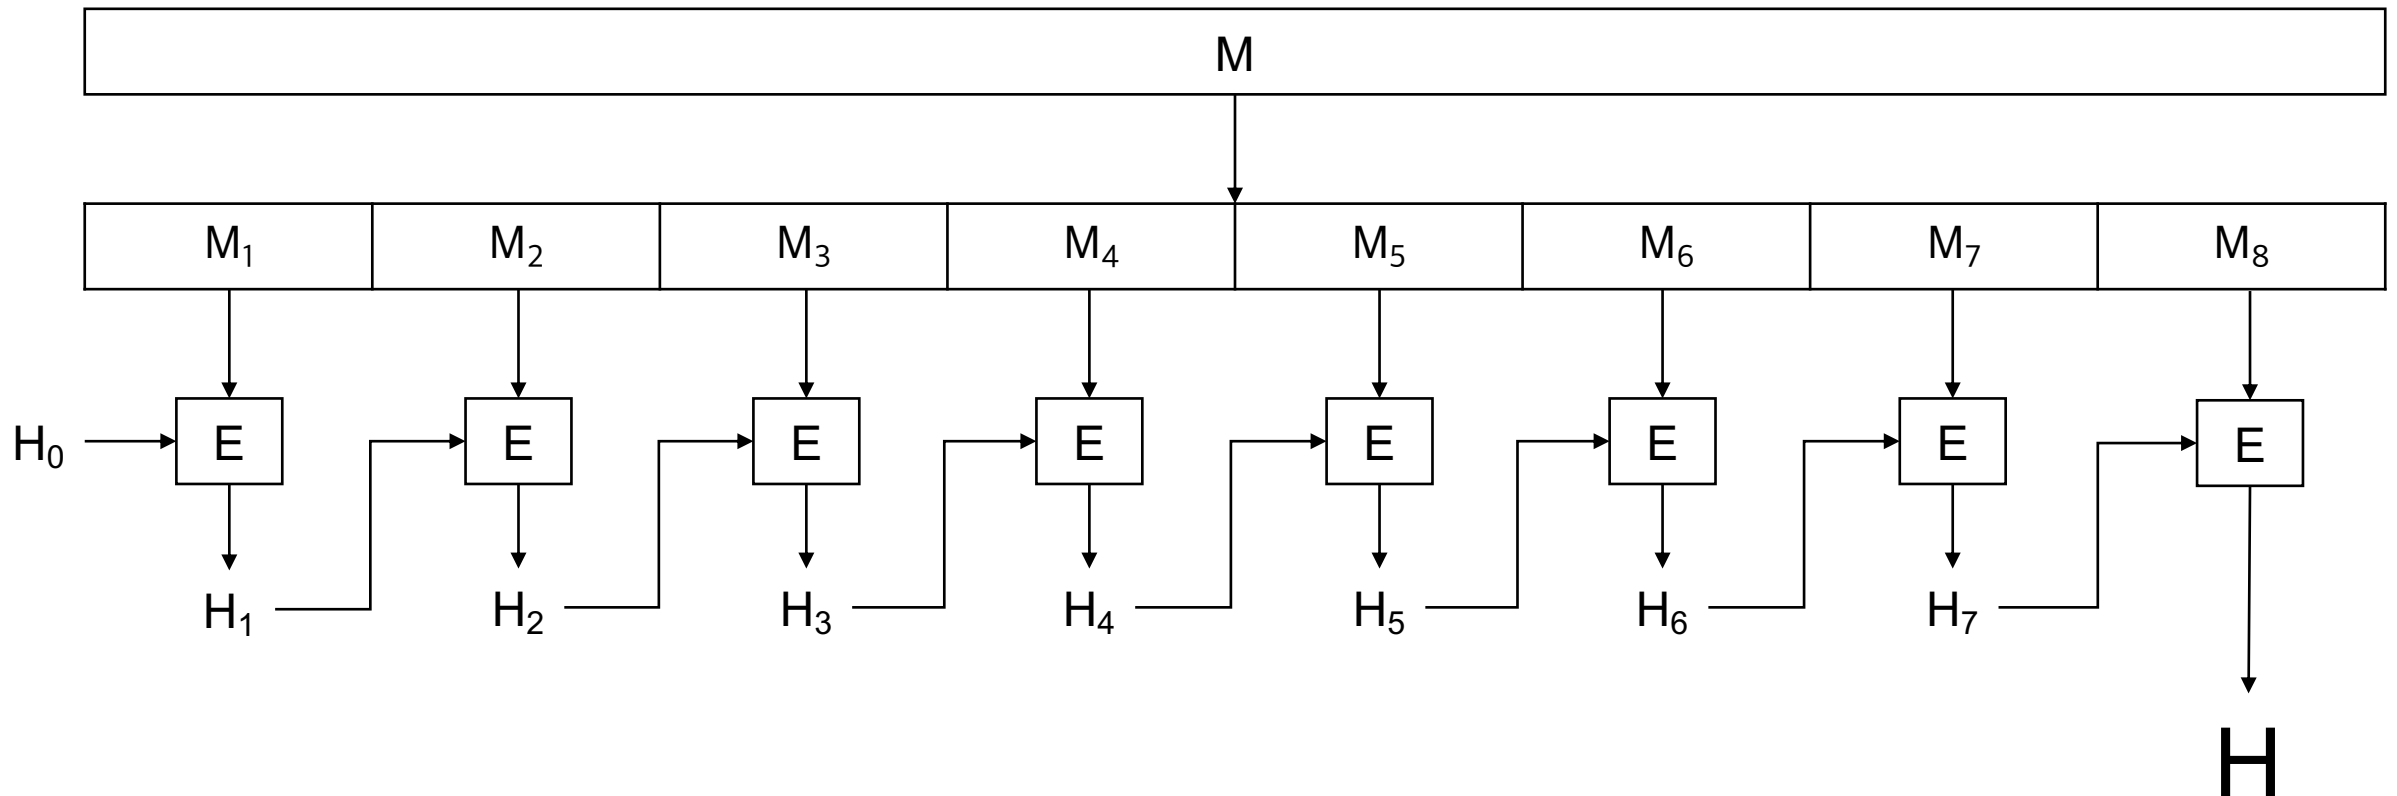 M
M₁ M₂ M₃ M₄ M₅ M₆ M₇ M₈
H₀ E E E E E E E E
H₁ H₂ H₃ H₄ H₅ H₆ H₇
H